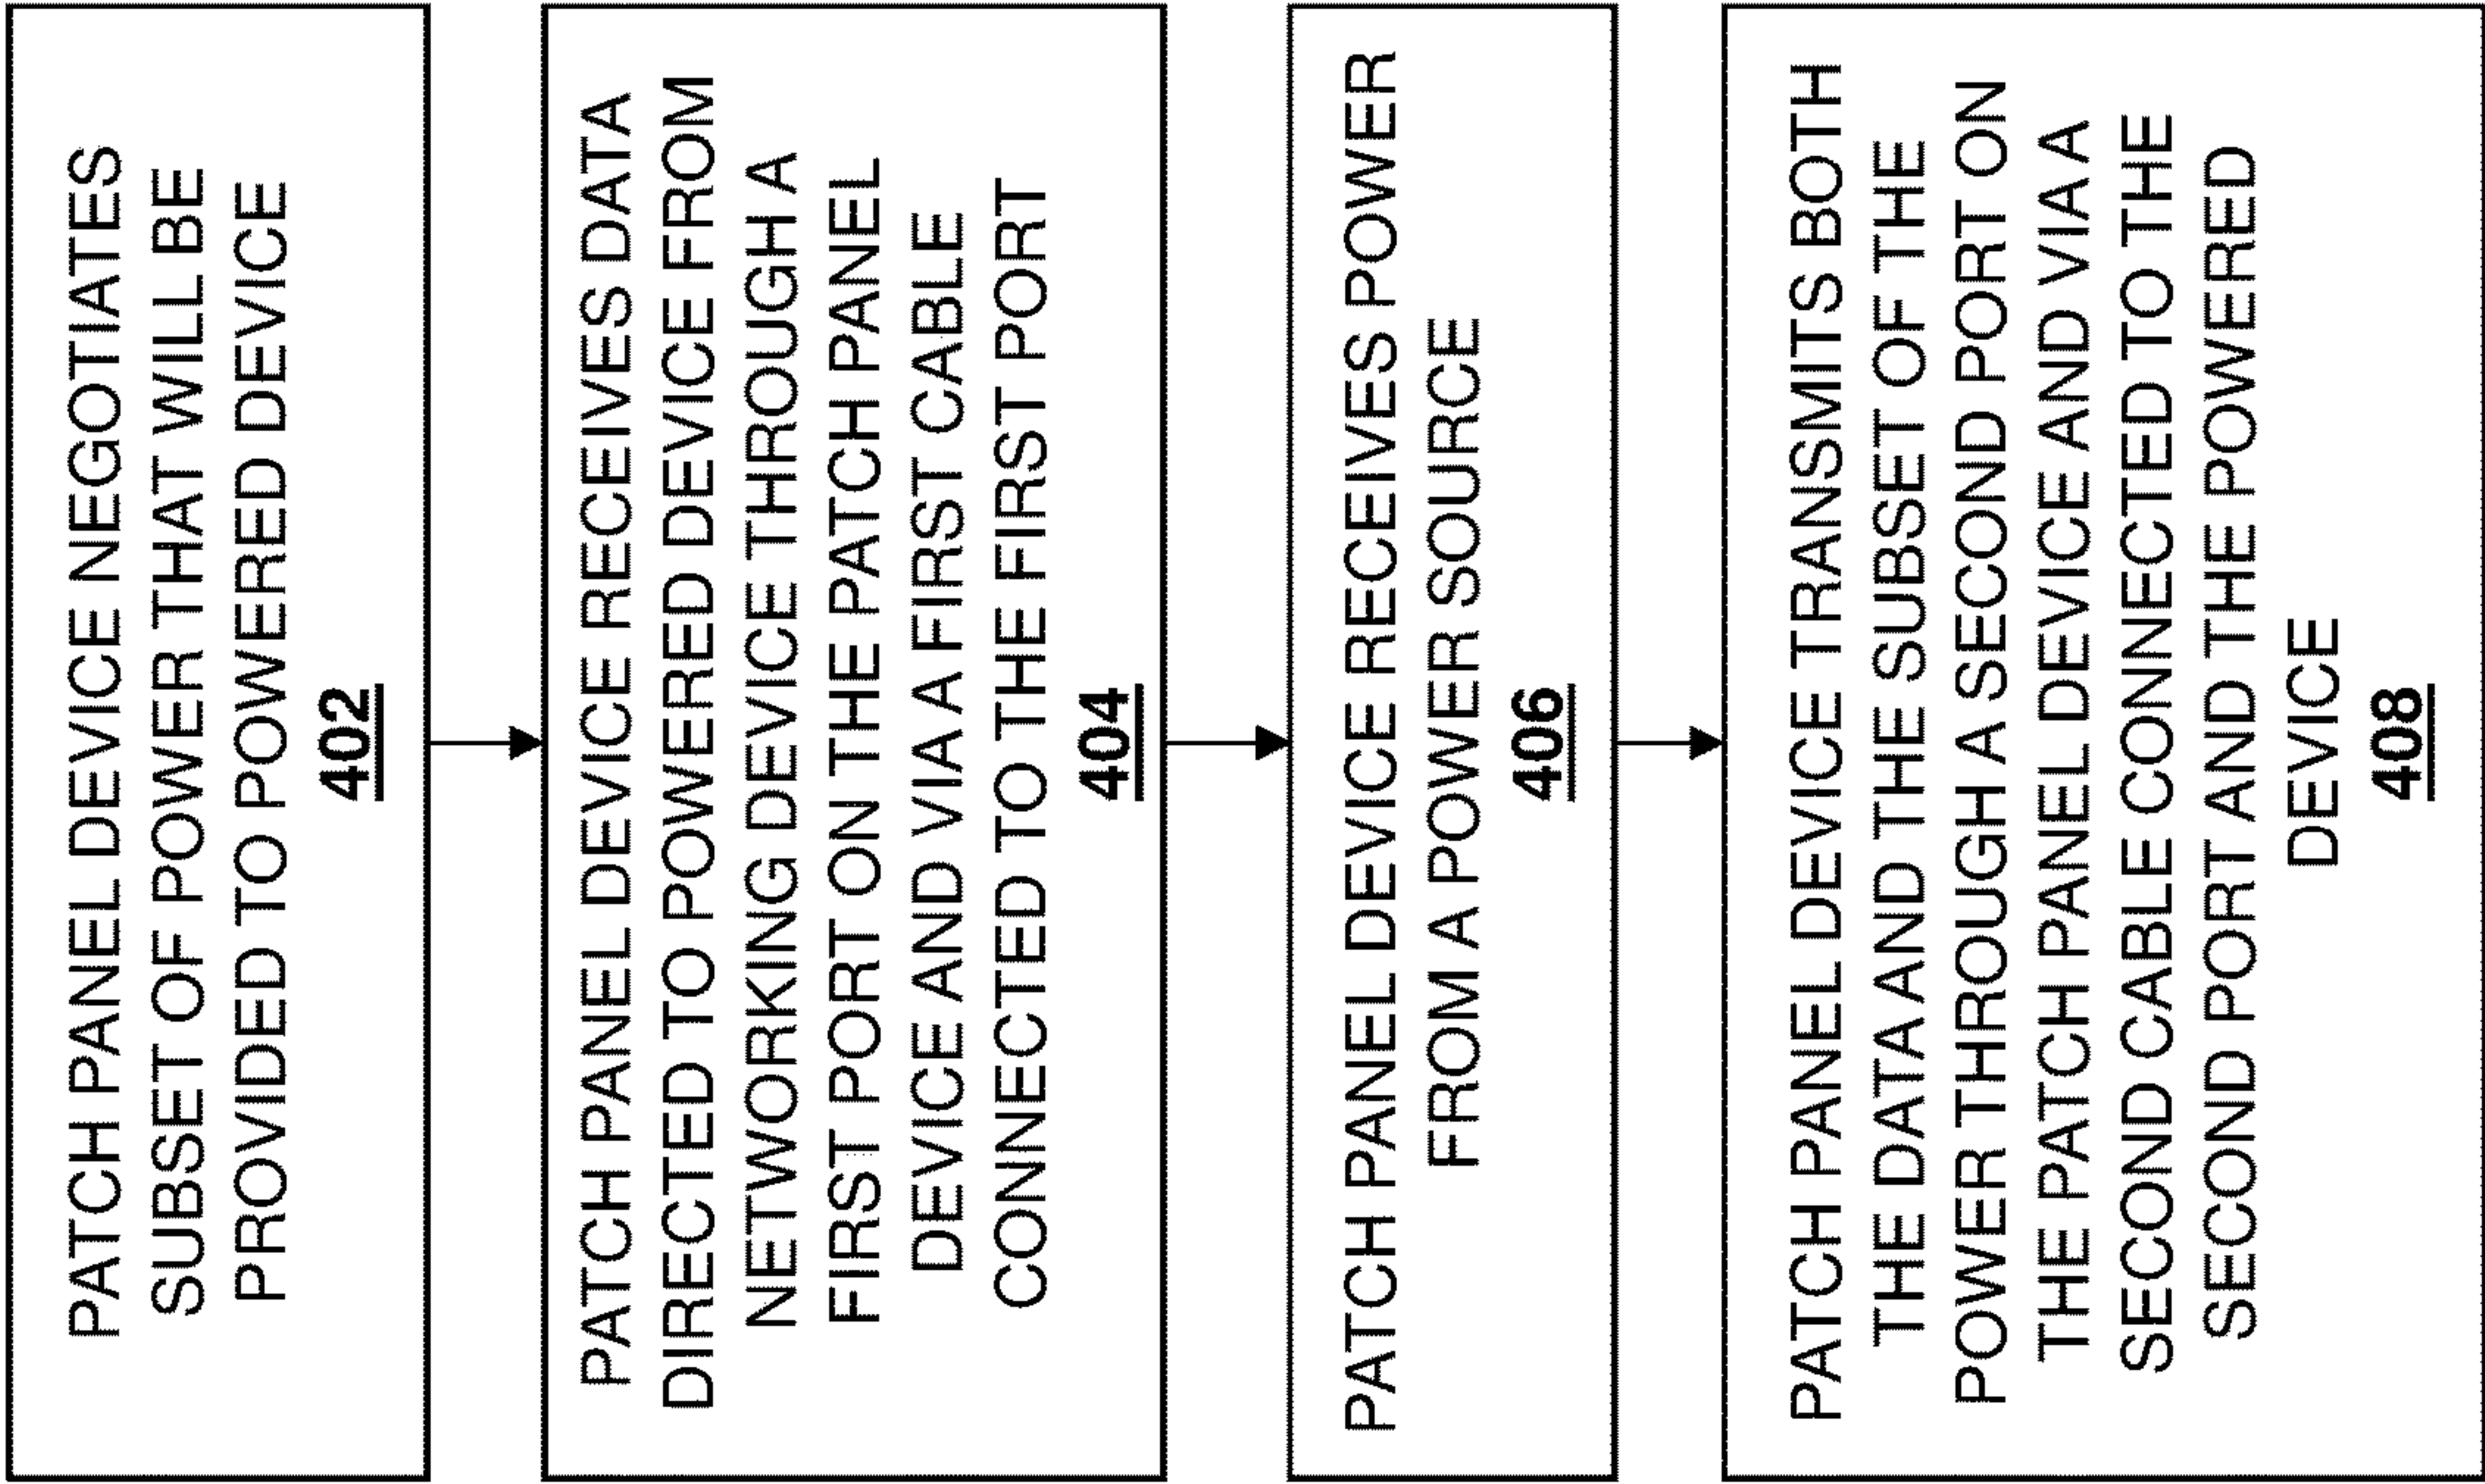 PATCH PANEL DEVICE NEGOTIATES
SUBSET OF POWER THAT WILL BE
PROVIDED TO POWERED DEVICE
402
PATCH PANEL DEVICE RECEIVES DATA
DIRECTED TO POWERED DEVICE FROM
NETWORKING DEVICE THROUGH A
FIRST PORT ON THE PATCH PANEL
DEVICE AND VIA A FIRST CABLE
CONNECTED TO THE FIRST PORT
404
PATCH PANEL DEVICE RECEIVES POWER
FROM A POWER SOURCE
406
PATCH PANEL DEVICE TRANSMITS BOTH
THE DATA AND THE SUBSET OF THE
POWER THROUGH A SECOND PORT ON
THE PATCH PANEL DEVICE AND VIA A
SECOND CABLE CONNECTED TO THE
SECOND PORT AND THE POWERED
DEVICE
408